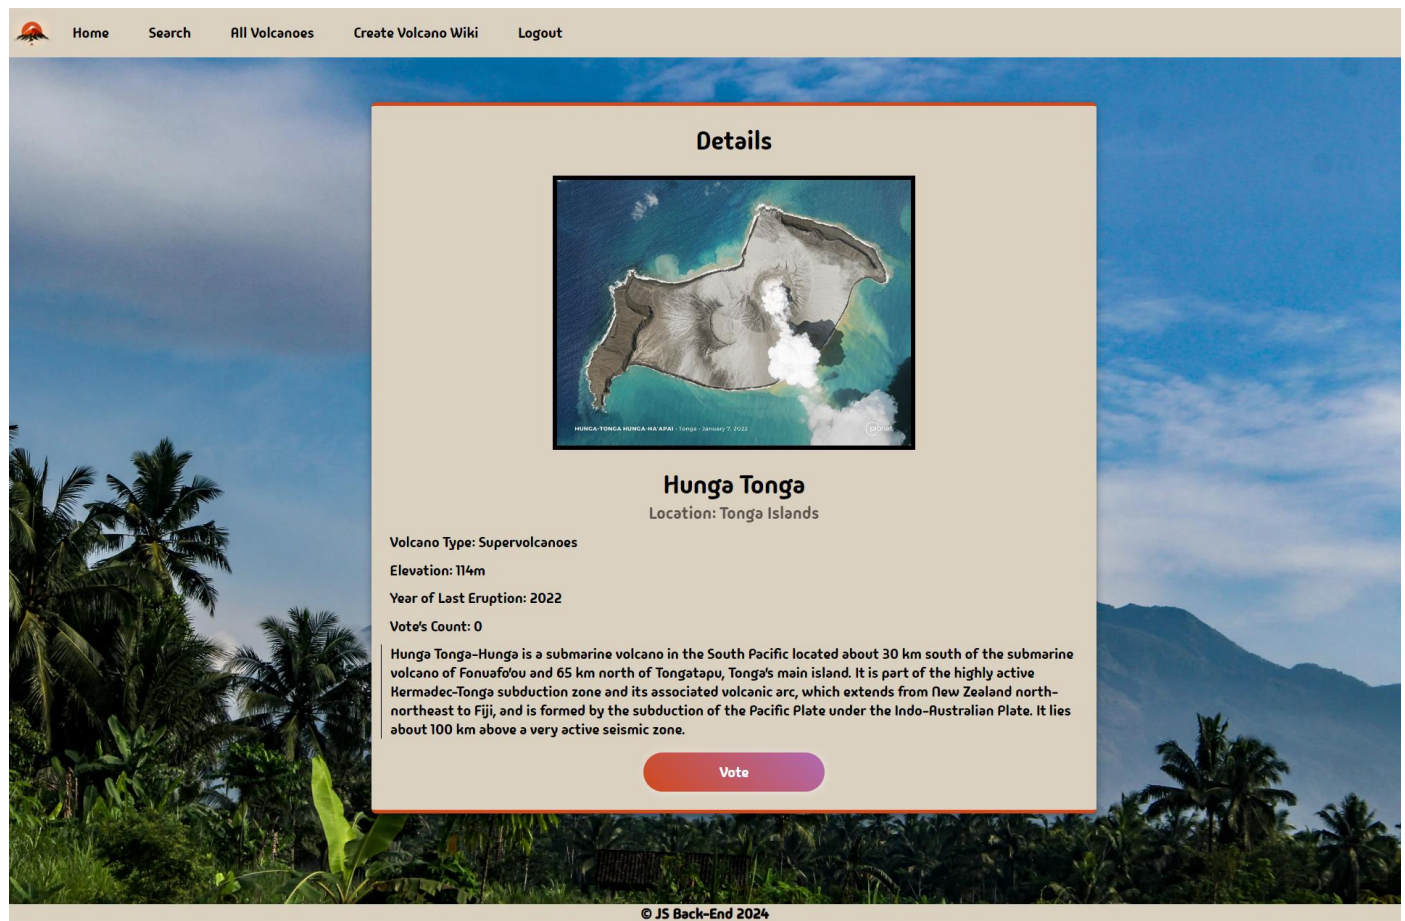 Home
Search
All Volcanoes
Create Volcano Wiki
Logout
Details
HUNGA-TONGA HUNGA-HA'APAI - Tonga - January 7, 2022
planet
Hunga Tonga
Location: Tonga Islands
Volcano Type: Supervolcanoes
Elevation: 114m
Year of Last Eruption: 2022
Vote's Count: 0
Hunga Tonga-Hunga is a submarine volcano in the South Pacific located about 30 km south of the submarine
volcano of Fonuafo'ou and 65 km north of Tongatapu, Tonga's main island. It is part of the highly active
Kermadec-Tonga subduction zone and its associated volcanic arc, which extends from New Zealand north-
northeast to Fiji, and is formed by the subduction of the Pacific Plate under the Indo-Australian Plate. It lies
about 100 km above a very active seismic zone.
Vote
© JS Back-End 2024